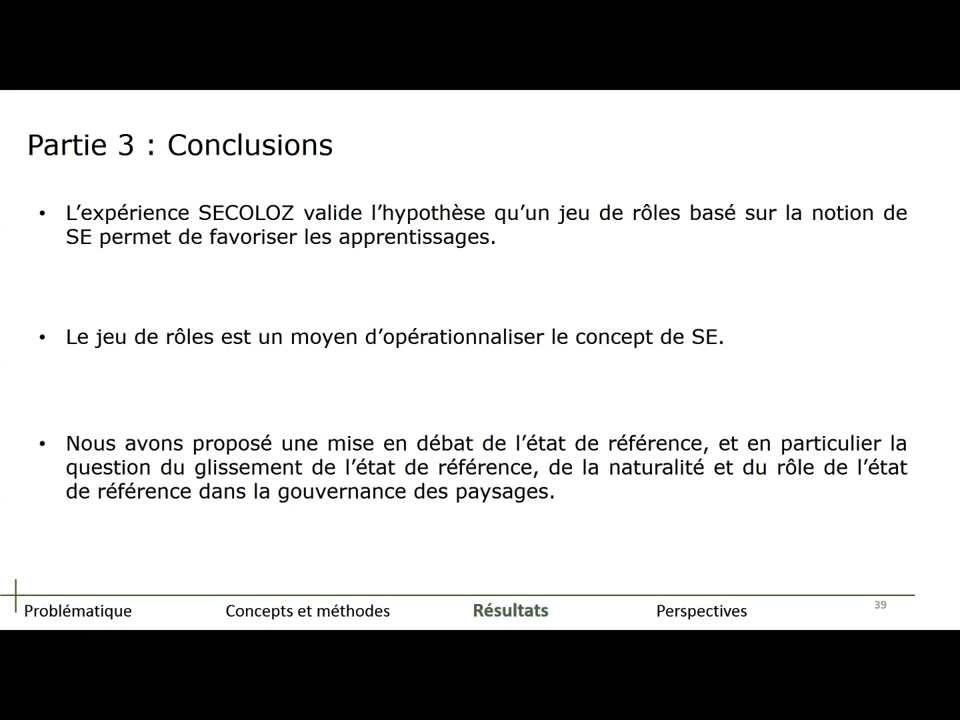 Partie 3 : Conclusions
• L’expérience SECOLOZ valide l’hypothèse qu’un jeu de rôles basé sur la notion de
SE permet de favoriser les apprentissages.
• Le jeu de rôles est un moyen d’opérationnaliser le concept de SE.
• Nous avons proposé une mise en débat de l’état de référence, et en particulier la
question du glissement de l’état de référence, de la naturalité et du rôle de l’état
de référence dans la gouvernance des paysages.
Problématique Concepts et méthodes Résultats Perspectives 39